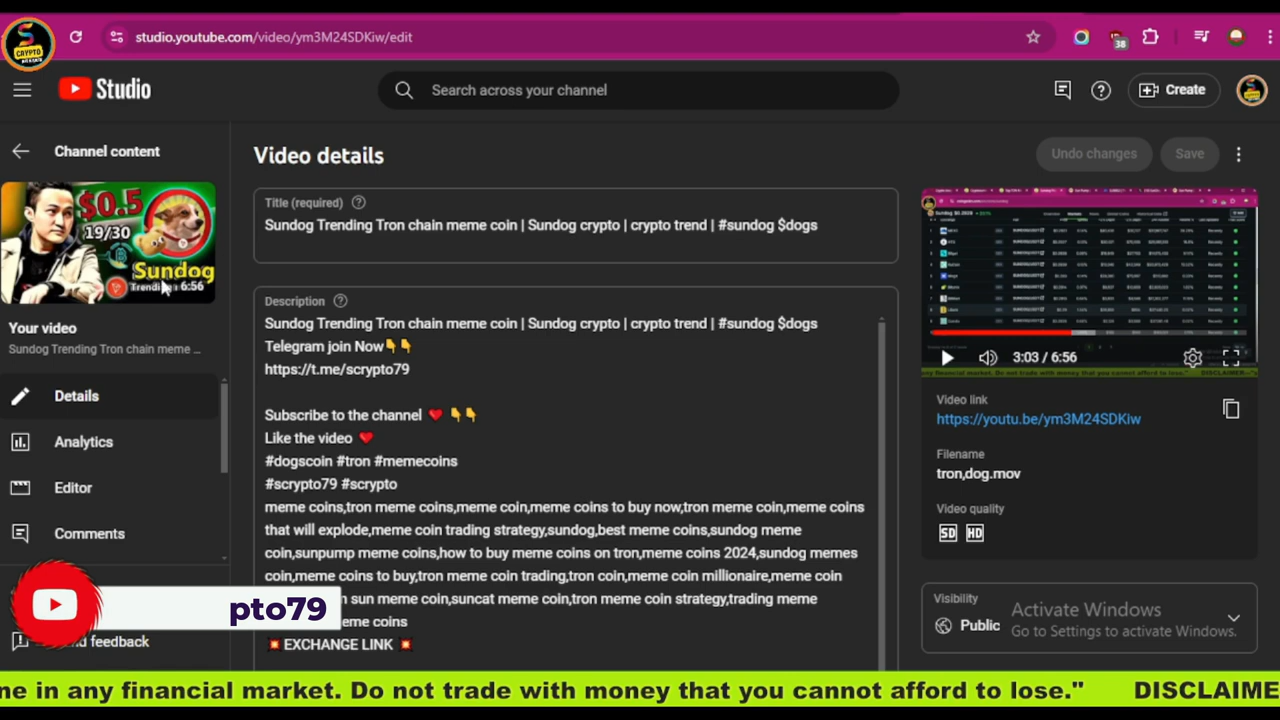 CRYPTO
studio.youtube.com/video/ym3M24SDKiw/edit
38
Studio
Search across your channel
Create
Channel content
Video details
Undo changes
Save
$0.5
19/30
Sundog
6:56
Your video
Sundog Trending Tron chain meme ...
Details
Analytics
Editor
Comments
nd feedback
pto79
Title (required)
Sundog Trending Tron chain meme coin | Sundog crypto | crypto trend | #sundog $dogs
Description
Sundog Trending Tron chain meme coin | Sundog crypto | crypto trend | #sundog $dogs
Telegram join Now👇👇
https://t.me/scrypto79
Subscribe to the channel ❤️ 👇👇
Like the video ❤️
#dogscoin #tron #memecoins
#scrypto79 #scrypto
meme coins,tron meme coins,meme coin,meme coins to buy now,tron meme coin,meme coins
that will explode,meme coin trading strategy,sundog,best meme coins,sundog meme
coin,sunpump meme coins,how to buy meme coins on tron,meme coins 2024,sundog memes
coin,meme coins to buy,tron meme coin trading,tron coin,meme coin millionaire,meme coin
sun meme coin,suncat meme coin,tron meme coin strategy,trading meme
eme coins
💥 EXCHANGE LINK 💥
3:03 / 6:56
Video link
https://youtu.be/ym3M24SDKiw
Filename
tron,dog.mov
Video quality
SD HD
Visibility
Public
Activate Windows
Go to Settings to activate Windows.
ne in any financial market. Do not trade with money that you cannot afford to lose." DISCLAIME